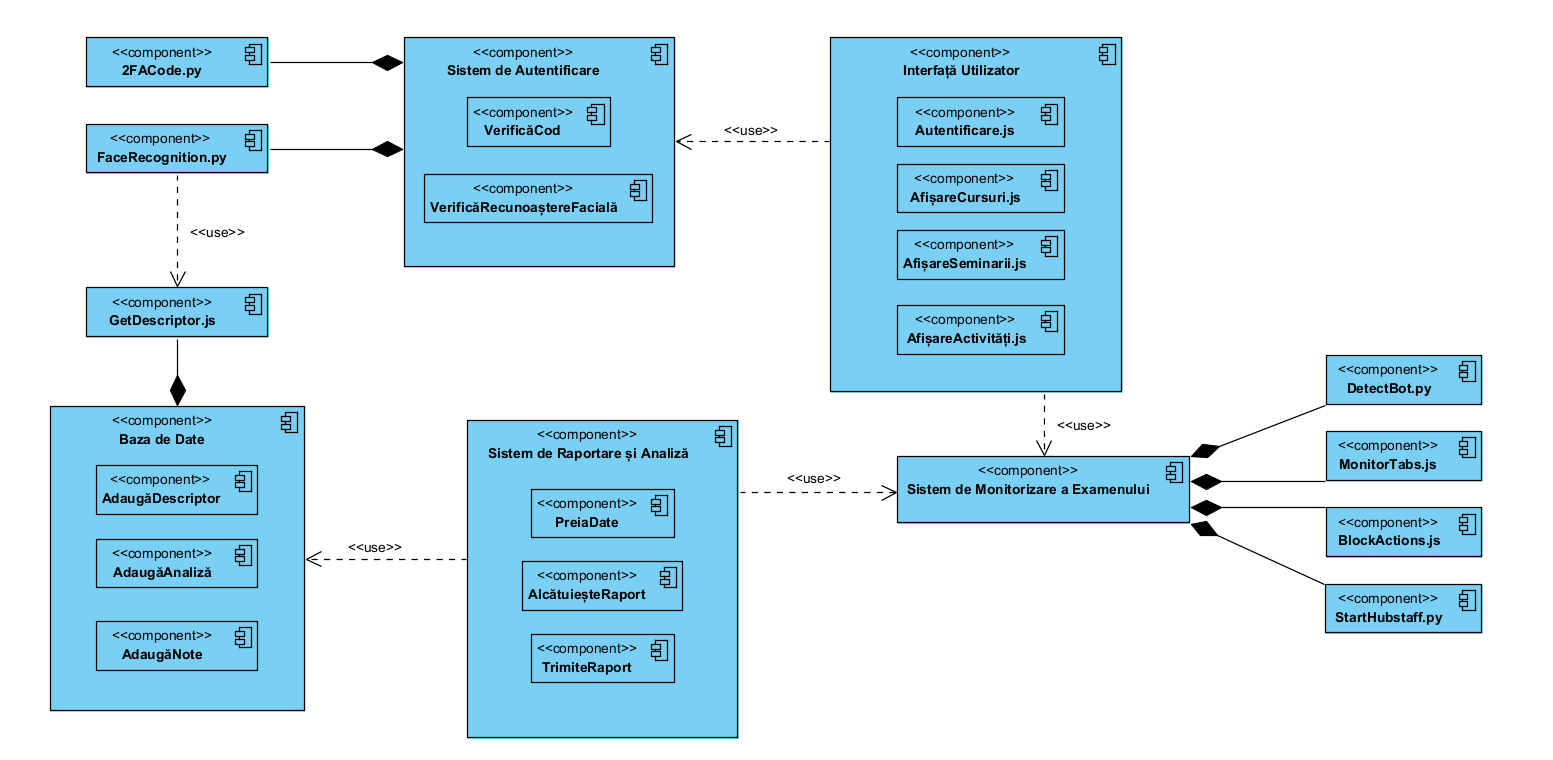 <<component>>
2FACode.py
<<component>>
FaceRecognition.py
<<use>>
<<component>>
GetDescriptor.js
<<component>>
Baza de Date
<<component>>
AdaugăDescriptor
<<component>>
AdaugăAnaliză
<<component>>
AdaugăNote
<<component>>
Sistem de Autentificare
<<component>>
VerificăCod
<<component>>
VerificăRecunoaștereFacială
<<use>>
<<component>>
Interfață Utilizator
<<component>>
Autentificare.js
<<component>>
AfișareCursuri.js
<<component>>
AfișareSeminarii.js
<<component>>
AfișareActivități.js
<<use>>
<<use>>
<<component>>
Sistem de Raportare și Analiză
<<component>>
PreiaDate
<<component>>
AlcătuieșteRaport
<<component>>
TrimiteRaport
<<use>>
<<component>>
Sistem de Monitorizare a Examenului
<<component>>
DetectBot.py
<<component>>
MonitorTabs.js
<<component>>
BlockActions.js
<<component>>
StartHubstaff.py